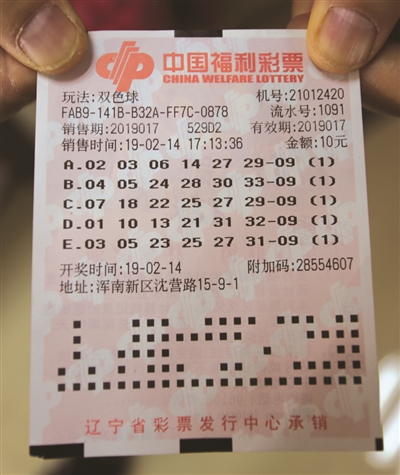 中国福利彩票
CHINA WELFARE LOTTERY
玩法:双色球 机号:21012420
FAB9-141B-B32A-FF7C-0878 流水号:1091
销售期:2019017 529D2 有效期:2019017
销售时间:19-02-14 17:13:36 金额:10元
A.02 03 06 14 27 29-09 (1)
B.04 05 24 28 30 33-09 (1)
C.07 18 22 25 27 29-09 (1)
D.01 10 13 21 31 32-09 (1)
E.03 05 23 25 27 31-09 (1)
开奖时间:19-02-14 附加码:28554607
地址:浑南新区沈营路15-9-1
辽宁省彩票发行中心承销